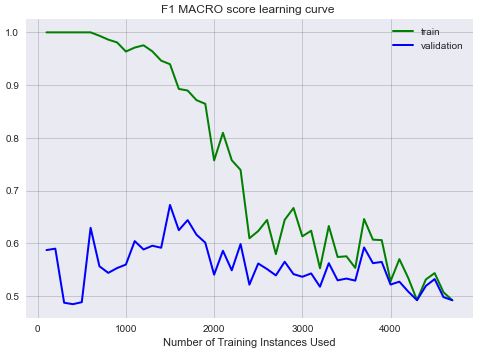 F1 MACRO score learning curve
train
validation
1.0
0.9
0.8
0.7
0.6
0.5
0 1000 2000 3000 4000
Number of Training Instances Used